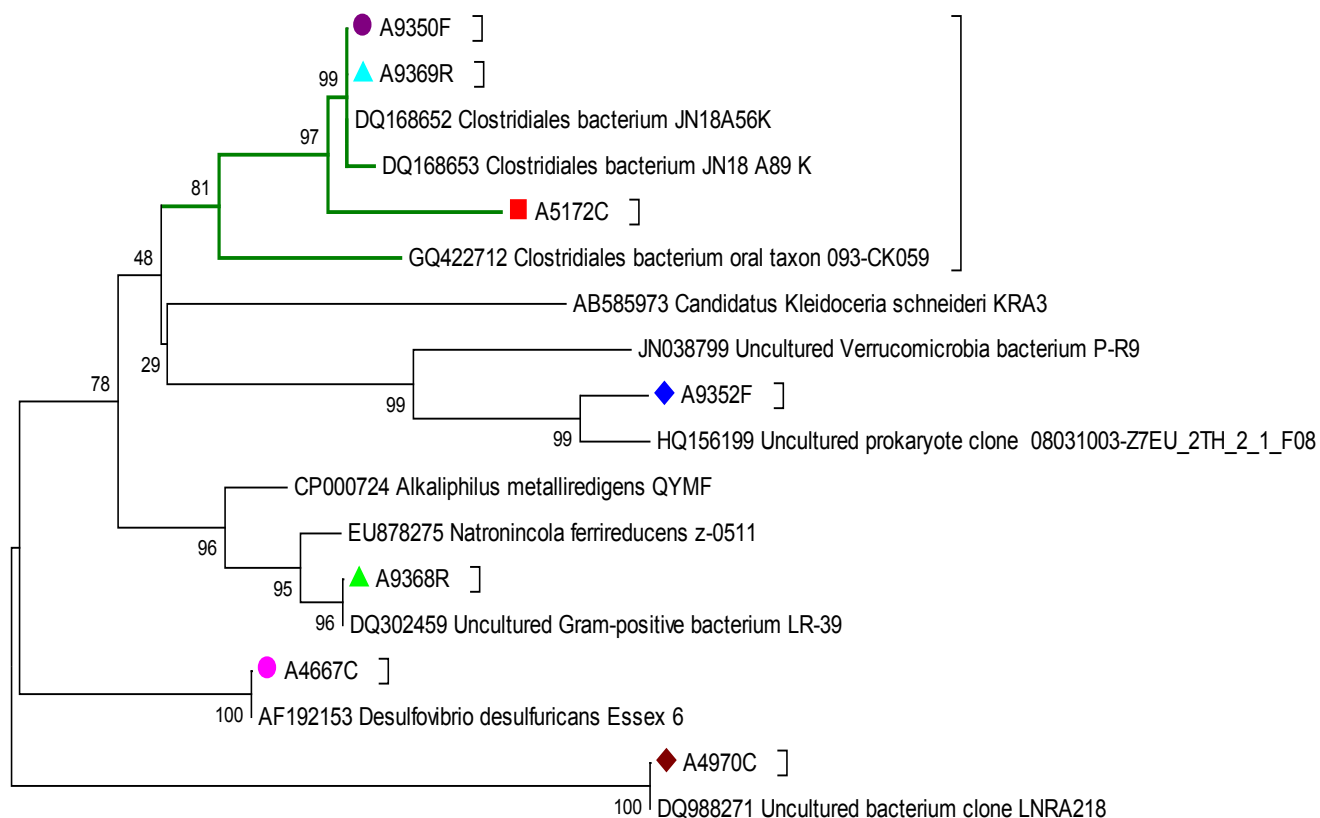 A9350F
A9369R
99
DQ168652 Clostridiales bacterium JN18A56K
97
DQ168653 Clostridiales bacterium JN18 A89 K
81
A5172C
48
GQ422712 Clostridiales bacterium oral taxon 093-CK059
AB585973 Candidatus Kleidoceria schneideri KRA3
JN038799 Uncultured Verrucomicrobia bacterium P-R9
29
78
A9352F
99
99
HQ156199 Uncultured prokaryote clone 08031003-Z7EU_2TH_2_1_F08
CP000724 Alkaliphilus metalliredigens QYMF
EU878275 Natronincola ferrireducens z-0511
96
A9368R
95
96
DQ302459 Uncultured Gram-positive bacterium LR-39
A4667C
100
AF192153 Desulfovibrio desulfuricans Essex 6
A4970C
100
DQ988271 Uncultured bacterium clone LNRA218